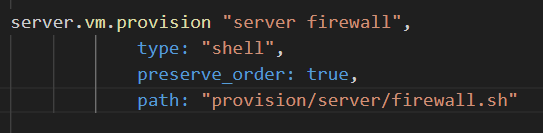 server.vm.provision "server firewall",
type: "shell",
preserve_order: true,
path: "provision/server/firewall.sh"